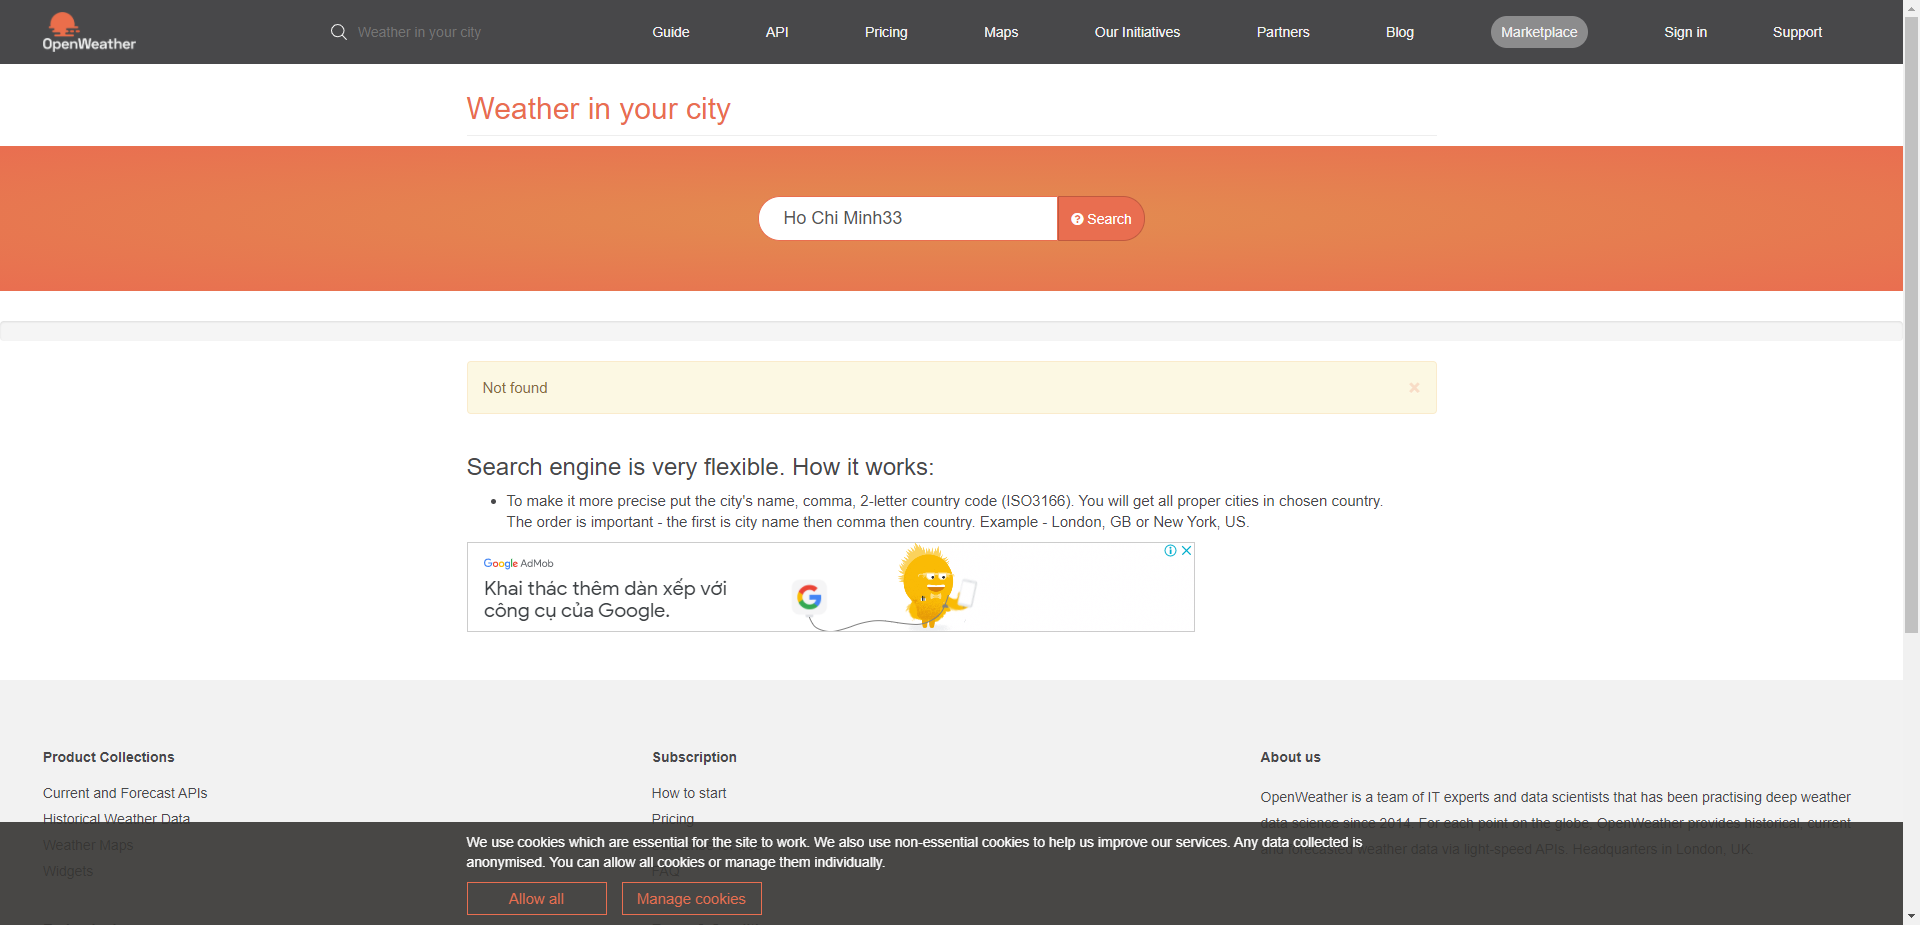 OpenWeather
Weather in your city
Guide
API
Pricing
Maps
Our Initiatives
Partners
Blog
Marketplace
Sign in
Support
Weather in your city
Ho Chi Minh33
Search
Not found
×
Search engine is very flexible. How it works:
• To make it more precise put the city's name, comma, 2-letter country code (ISO3166). You will get all proper cities in chosen country.
The order is important - the first is city name then comma then country. Example - London, GB or New York, US.
Google AdMob
Khai thác thêm dàn xếp với
công cụ của Google.
Product Collections
Current and Forecast APIs
Historical Weather Data
Weather Maps
Widgets
Subscription
How to start
Pricing
FAQ
About us
OpenWeather is a team of IT experts and data scientists that has been practising deep weather
data science since 2014. For each point on the globe, OpenWeather provides historical, current
and forecasted weather data via light-speed APIs. Headquarters in London, UK.
We use cookies which are essential for the site to work. We also use non-essential cookies to help us improve our services. Any data collected is
anonymised. You can allow all cookies or manage them individually.
Allow all
Manage cookies